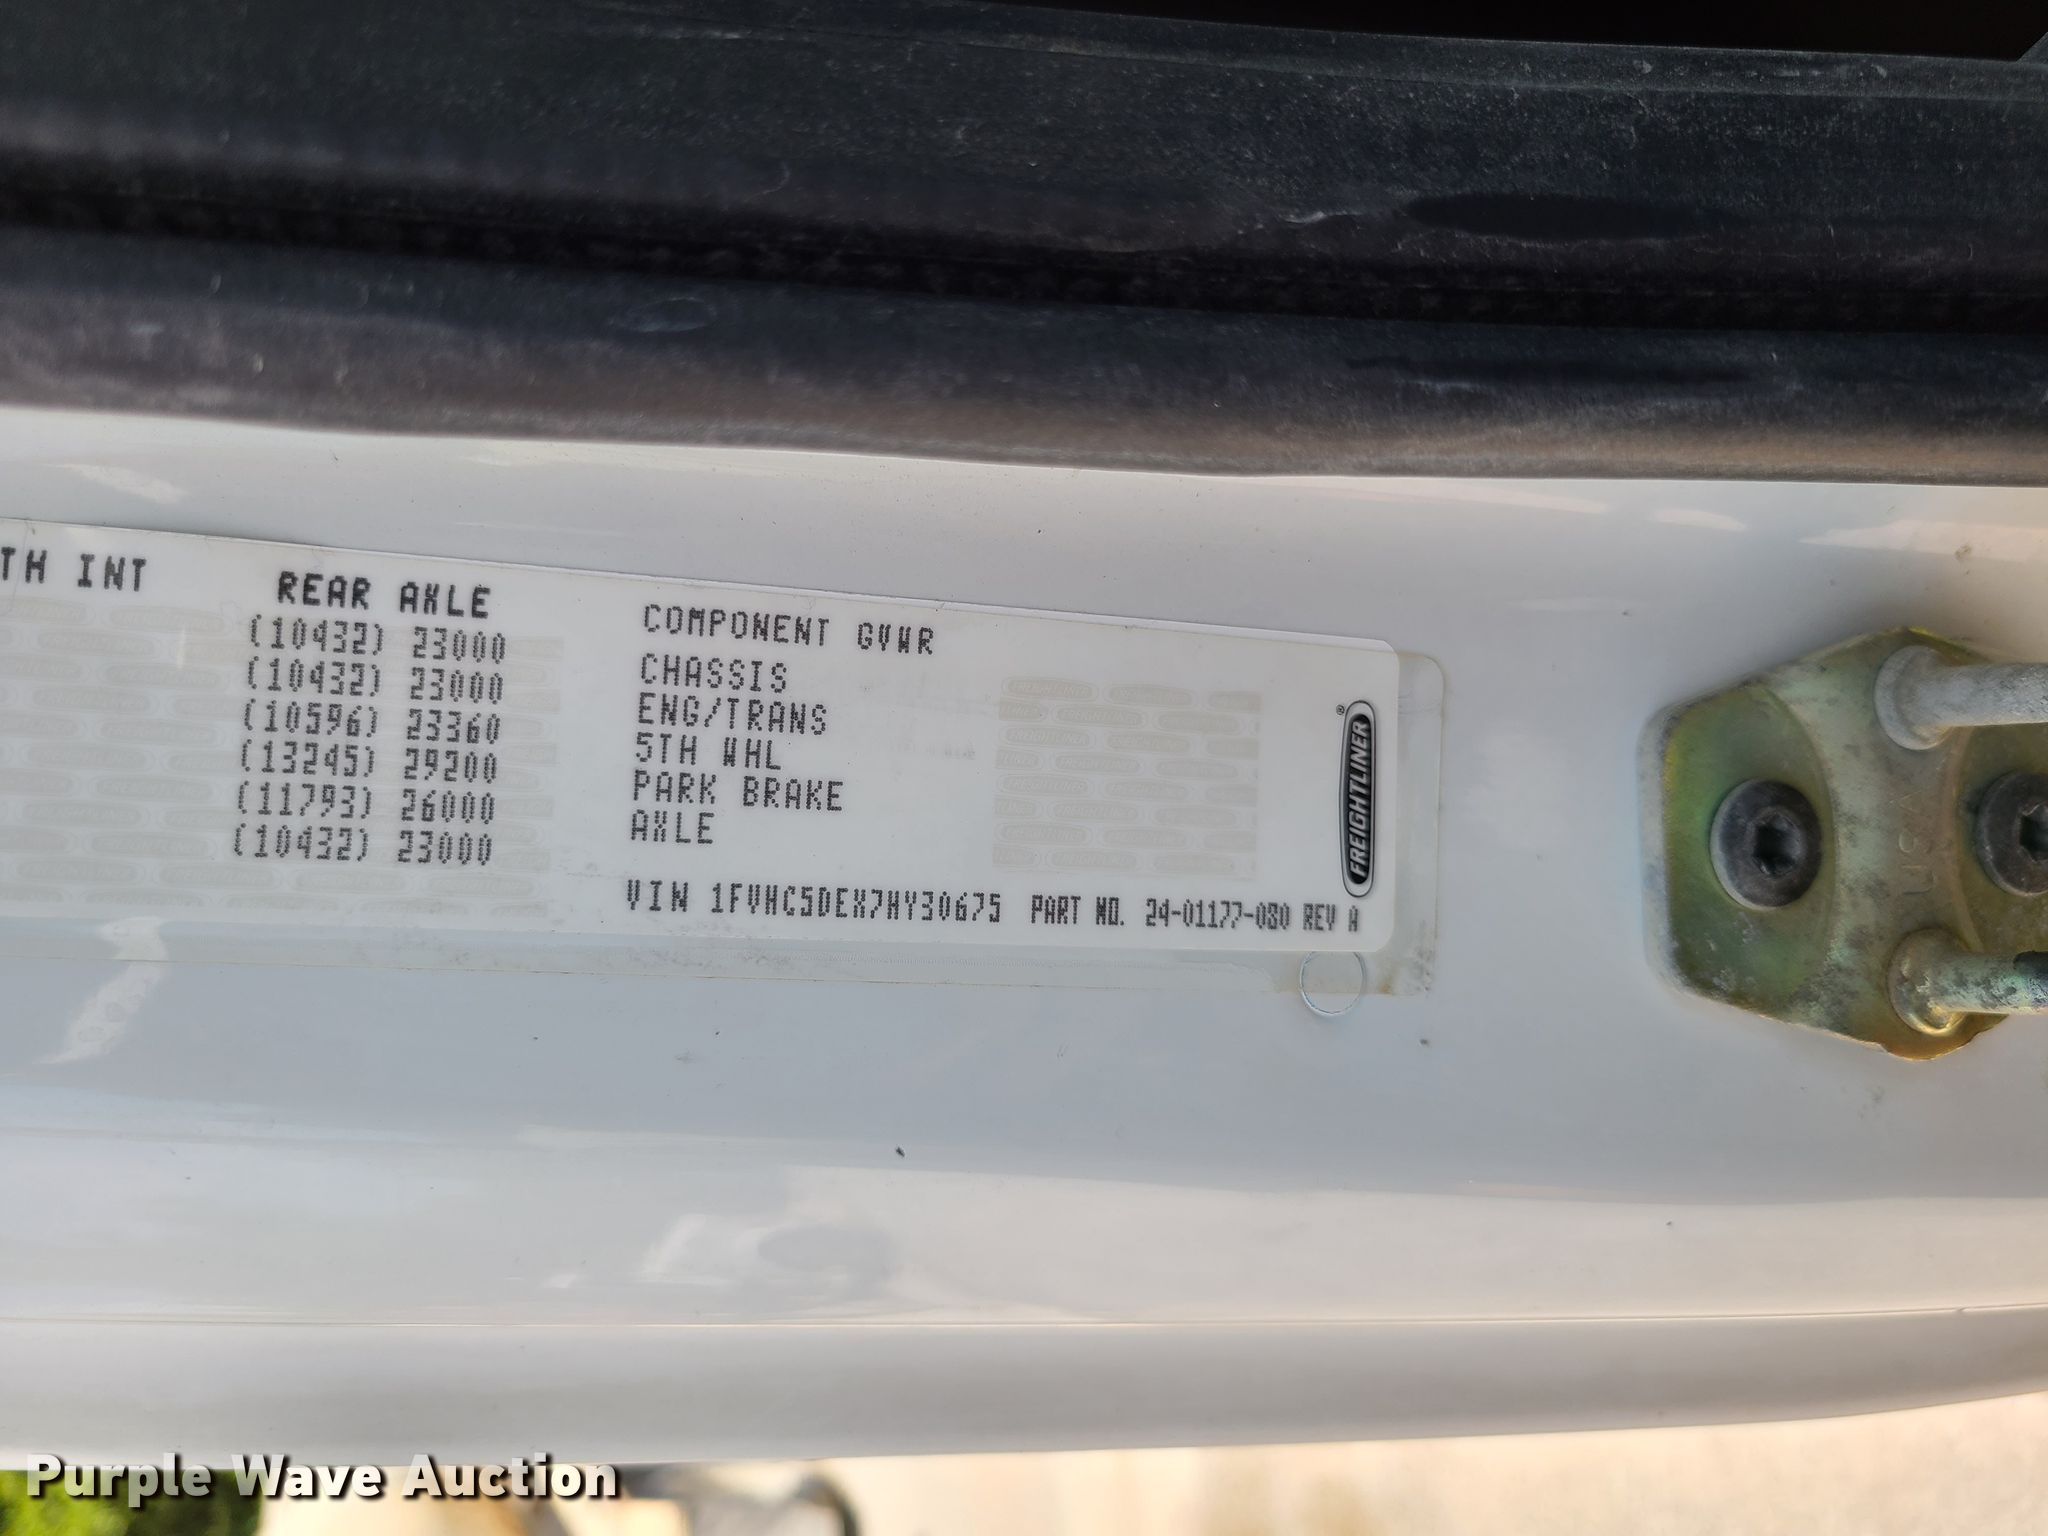 TH INT
REAR AXLE
(10432) 23000
(10432) 23000
(10596) 23360
(13245) 29200
(11793) 26000
(10432) 23000
COMPONENT GVWR
CHASSIS
ENG/TRANS
5TH WHL
PARK BRAKE
AXLE
VIN 1FVHC5DEX7HY30675 PART NO. 24-01177-080 REV A
FREIGHTLINER®
USA
Purple Wave Auction